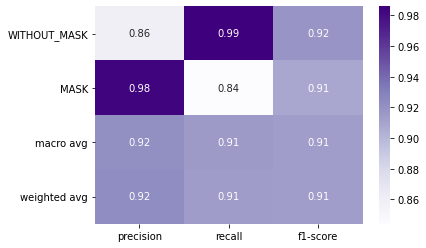 WITHOUT_MASK 0.86 0.99 0.92
MASK 0.98 0.84 0.91
macro avg 0.92 0.91 0.91
weighted avg 0.92 0.91 0.91
precision recall f1-score
0.98
0.96
0.94
0.92
0.90
0.88
0.86